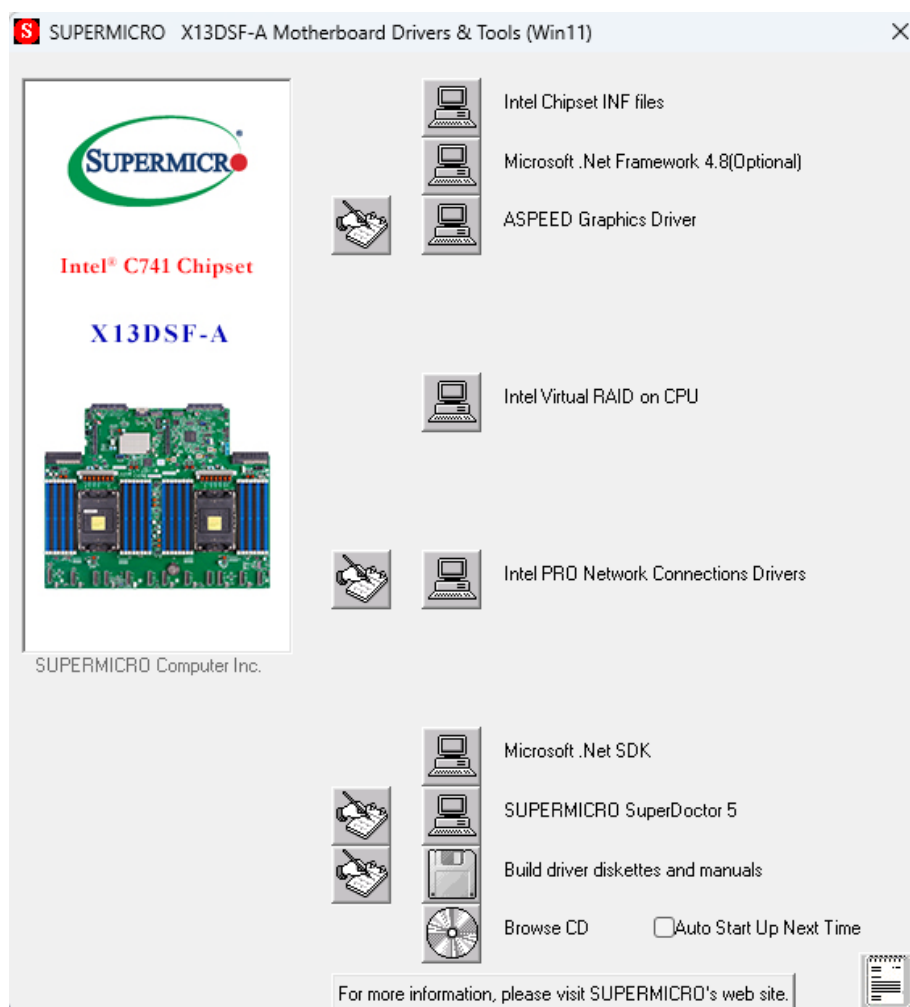 S SUPERMICRO X13DSF-A Motherboard Drivers & Tools (Win11)
SUPERMICR
Intel® C741 Chipset
X13DSF-A
SUPERMICRO Computer Inc.
Intel Chipset INF files
Microsoft .Net Framework 4.8(Optional)
ASPEED Graphics Driver
Intel Virtual RAID on CPU
Intel PRO Network Connections Drivers
Microsoft .Net SDK
SUPERMICRO SuperDoctor 5
Build driver diskettes and manuals
Browse CD Auto Start Up Next Time
For more information, please visit SUPERMICRO's web site.